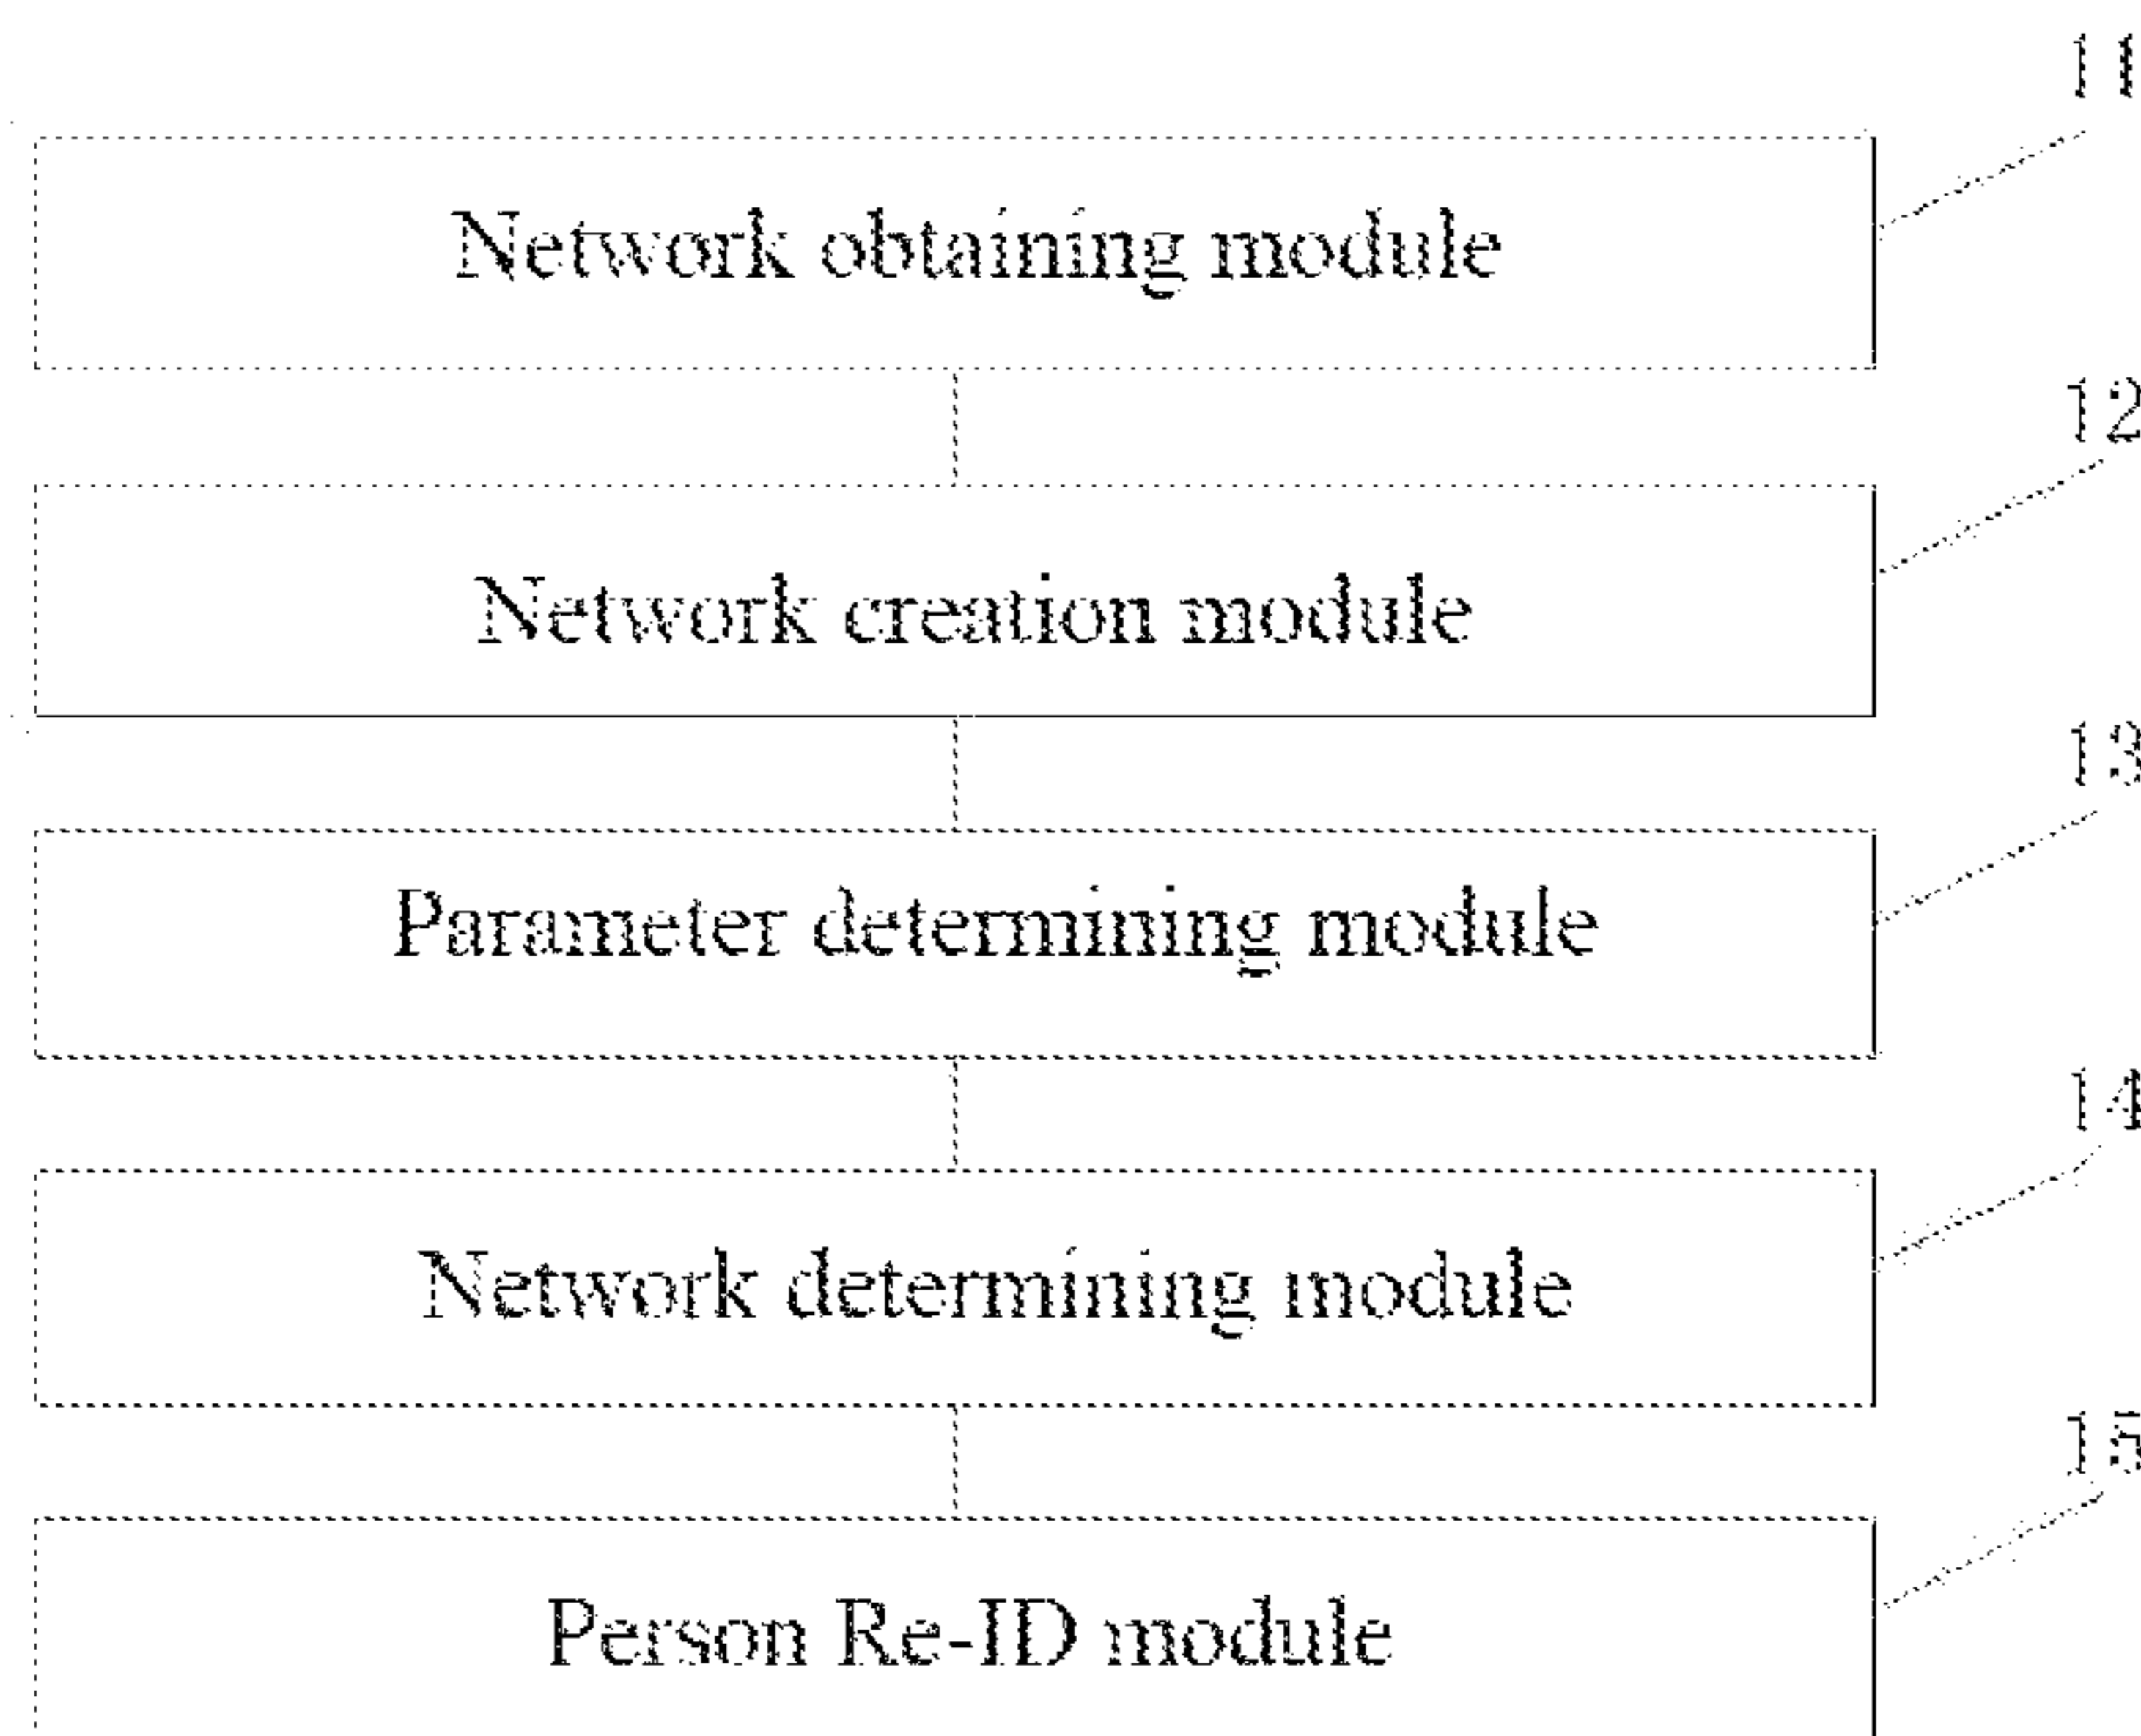 11
Network obtaining module
12
Network creation module
13
Parameter determining module
14
Network determining module
15
Person Re-ID module